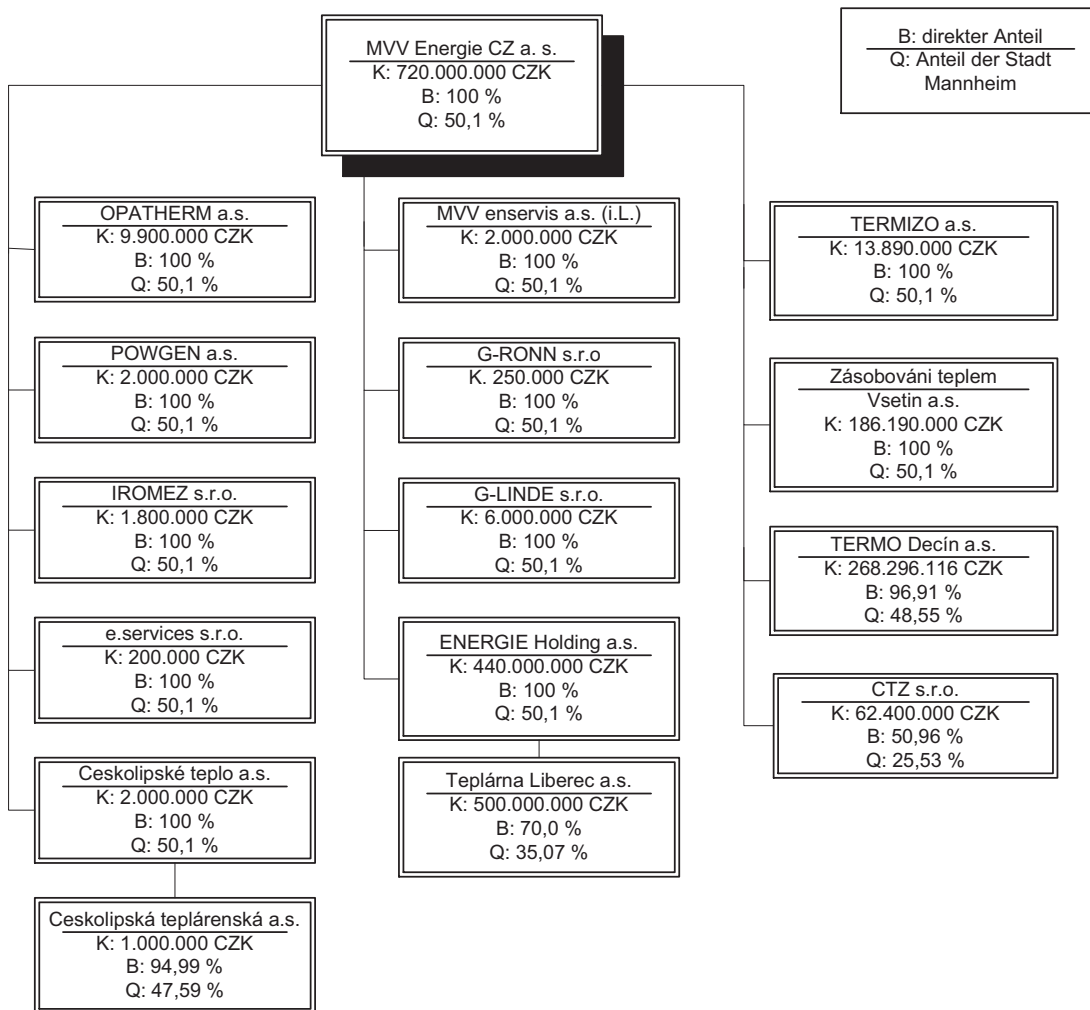 MVV Energie CZ a. s.
K: 720.000.000 CZK
B: 100 %
Q: 50,1 %
B: direkter Anteil
Q: Anteil der Stadt
Mannheim
OPATHERM a.s.
K: 9.900.000 CZK
B: 100 %
Q: 50,1 %
POWGEN a.s.
K: 2.000.000 CZK
B: 100 %
Q: 50,1 %
IROMEZ s.r.o.
K: 1.800.000 CZK
B: 100 %
Q: 50,1 %
e.services s.r.o.
K: 200.000 CZK
B: 100 %
Q: 50,1 %
Ceskolipské teplo a.s.
K: 2.000.000 CZK
B: 100 %
Q: 50,1 %
Ceskolipská teplárenská a.s.
K: 1.000.000 CZK
B: 94,99 %
Q: 47,59 %
MVV enservis a.s. (i.L.)
K: 2.000.000 CZK
B: 100 %
Q: 50,1 %
G-RONN s.r.o
K. 250.000 CZK
B: 100 %
Q: 50,1 %
G-LINDE s.r.o.
K: 6.000.000 CZK
B: 100 %
Q: 50,1 %
ENERGIE Holding a.s.
K: 440.000.000 CZK
B: 100 %
Q: 50,1 %
Teplárna Liberec a.s.
K: 500.000.000 CZK
B: 70,0 %
Q: 35,07 %
TERMIZO a.s.
K: 13.890.000 CZK
B: 100 %
Q: 50,1 %
Zásobováni teplem
Vsetin a.s.
K: 186.190.000 CZK
B: 100 %
Q: 50,1 %
TERMO Decín a.s.
K: 268.296.116 CZK
B: 96,91 %
Q: 48,55 %
CTZ s.r.o.
K: 62.400.000 CZK
B: 50,96 %
Q: 25,53 %